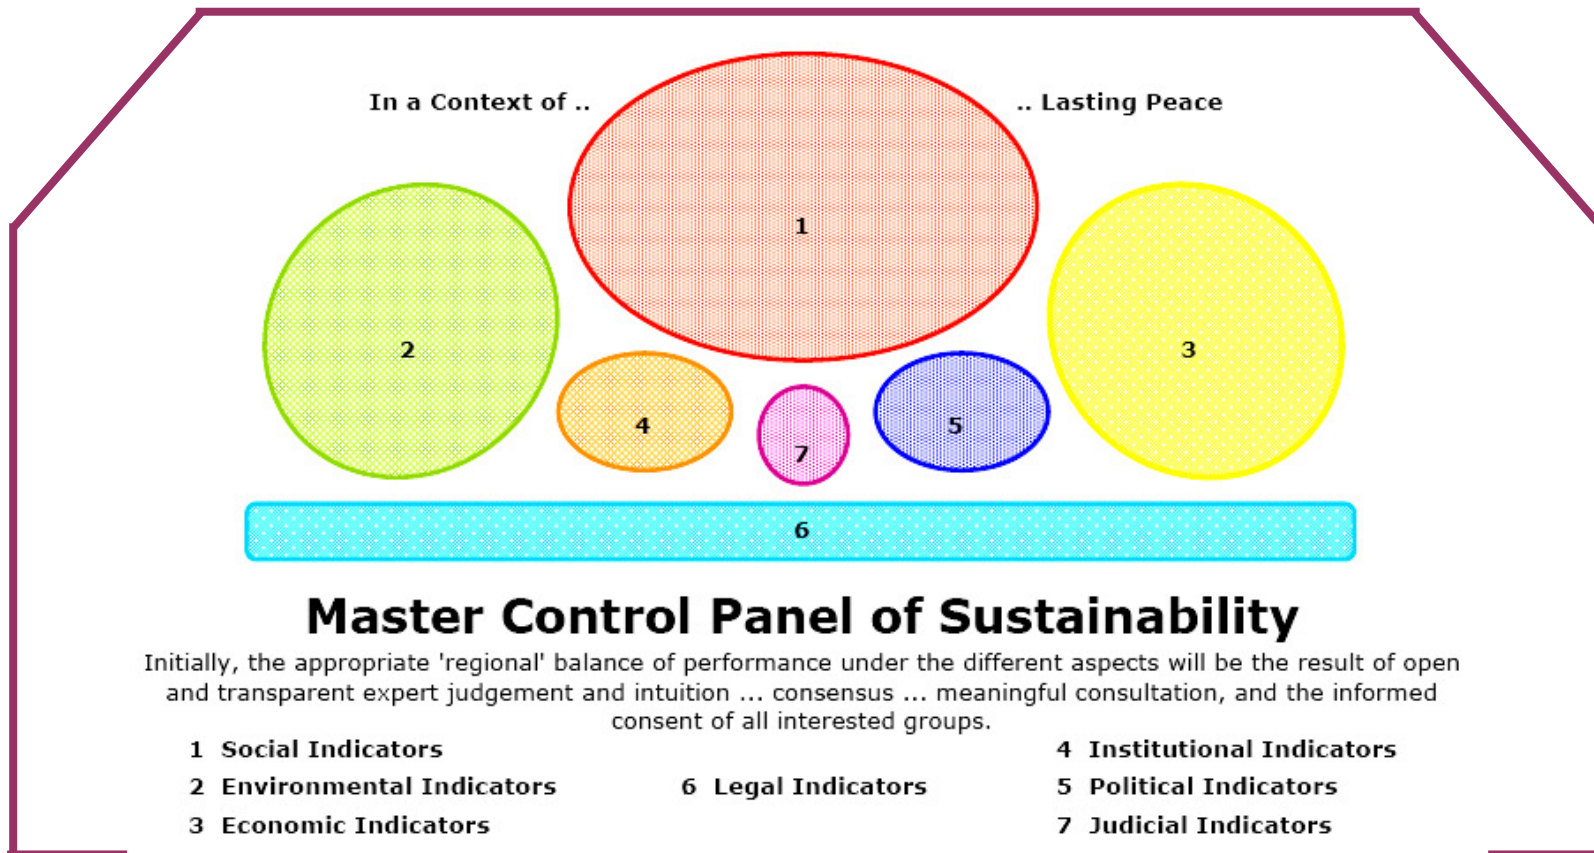 In a Context of ..
.. Lasting Peace
1
2
3
4
5
7
6
Master Control Panel of Sustainability
Initially, the appropriate 'regional' balance of performance under the different aspects will be the result of open
and transparent expert judgement and intuition ... consensus ... meaningful consultation, and the informed
consent of all interested groups.
1 Social Indicators
2 Environmental Indicators
3 Economic Indicators
6 Legal Indicators
4 Institutional Indicators
5 Political Indicators
7 Judicial Indicators